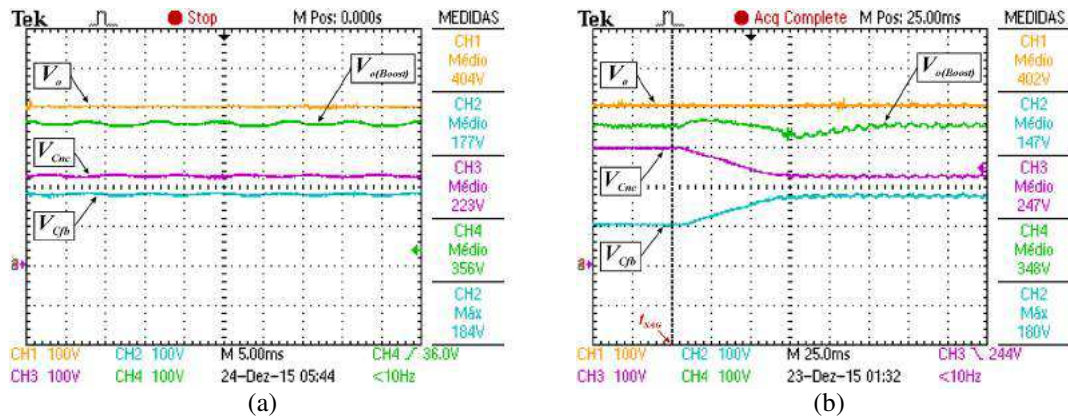 Tek
Stop
M Pos: 0.000s
MEDIDAS
CH1
Médio
404V
CH2
Médio
177V
CH3
Médio
223V
CH4
Médio
356V
CH2
Máx
184V
Vo
Vo(Boost)
VCnc
VCfb
CH1 100V CH2 100V M 5.00ms CH4 36.0V
CH3 100V CH4 100V 24-Dez-15 05:44 <10Hz
(a)
Tek
Acq Complete
M Pos: 25.00ms
MEDIDAS
CH1
Médio
402V
CH2
Médio
147V
CH3
Médio
247V
CH4
Médio
348V
CH2
Máx
180V
Vo
Vo(Boost)
VCnc
VCfb
tSAG
CH1 100V CH2 100V M 25.0ms CH3 244V
CH3 100V CH4 100V 23-Dez-15 01:32 <10Hz
(b)